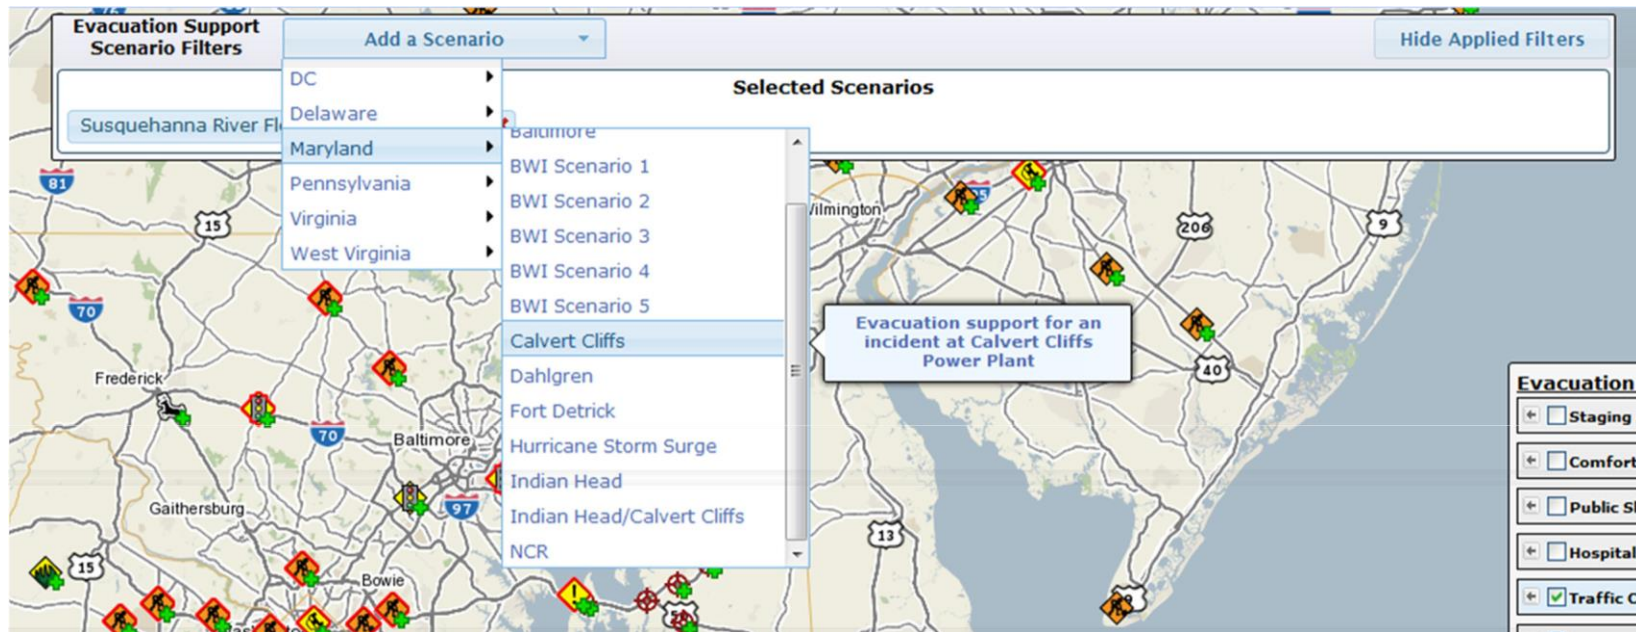 Evacuation Support
Scenario Filters
Add a Scenario
Hide Applied Filters
Selected Scenarios
Susquehanna River
DC
Delaware
Maryland
Pennsylvania
Virginia
West Virginia
Baltimore
BWI Scenario 1
BWI Scenario 2
BWI Scenario 3
BWI Scenario 4
BWI Scenario 5
Calvert Cliffs
Dahlgren
Fort Detrick
Hurricane Storm Surge
Indian Head
Indian Head/Calvert Cliffs
NCR
Evacuation support for an
incident at Calvert Cliffs
Power Plant
81
15
70
Frederick
70
Baltimore
Gaithersburg
97
15
Bowie
206
9
40
13
Evacuation
Staging
Comfort
Public
Hospital
Traffic